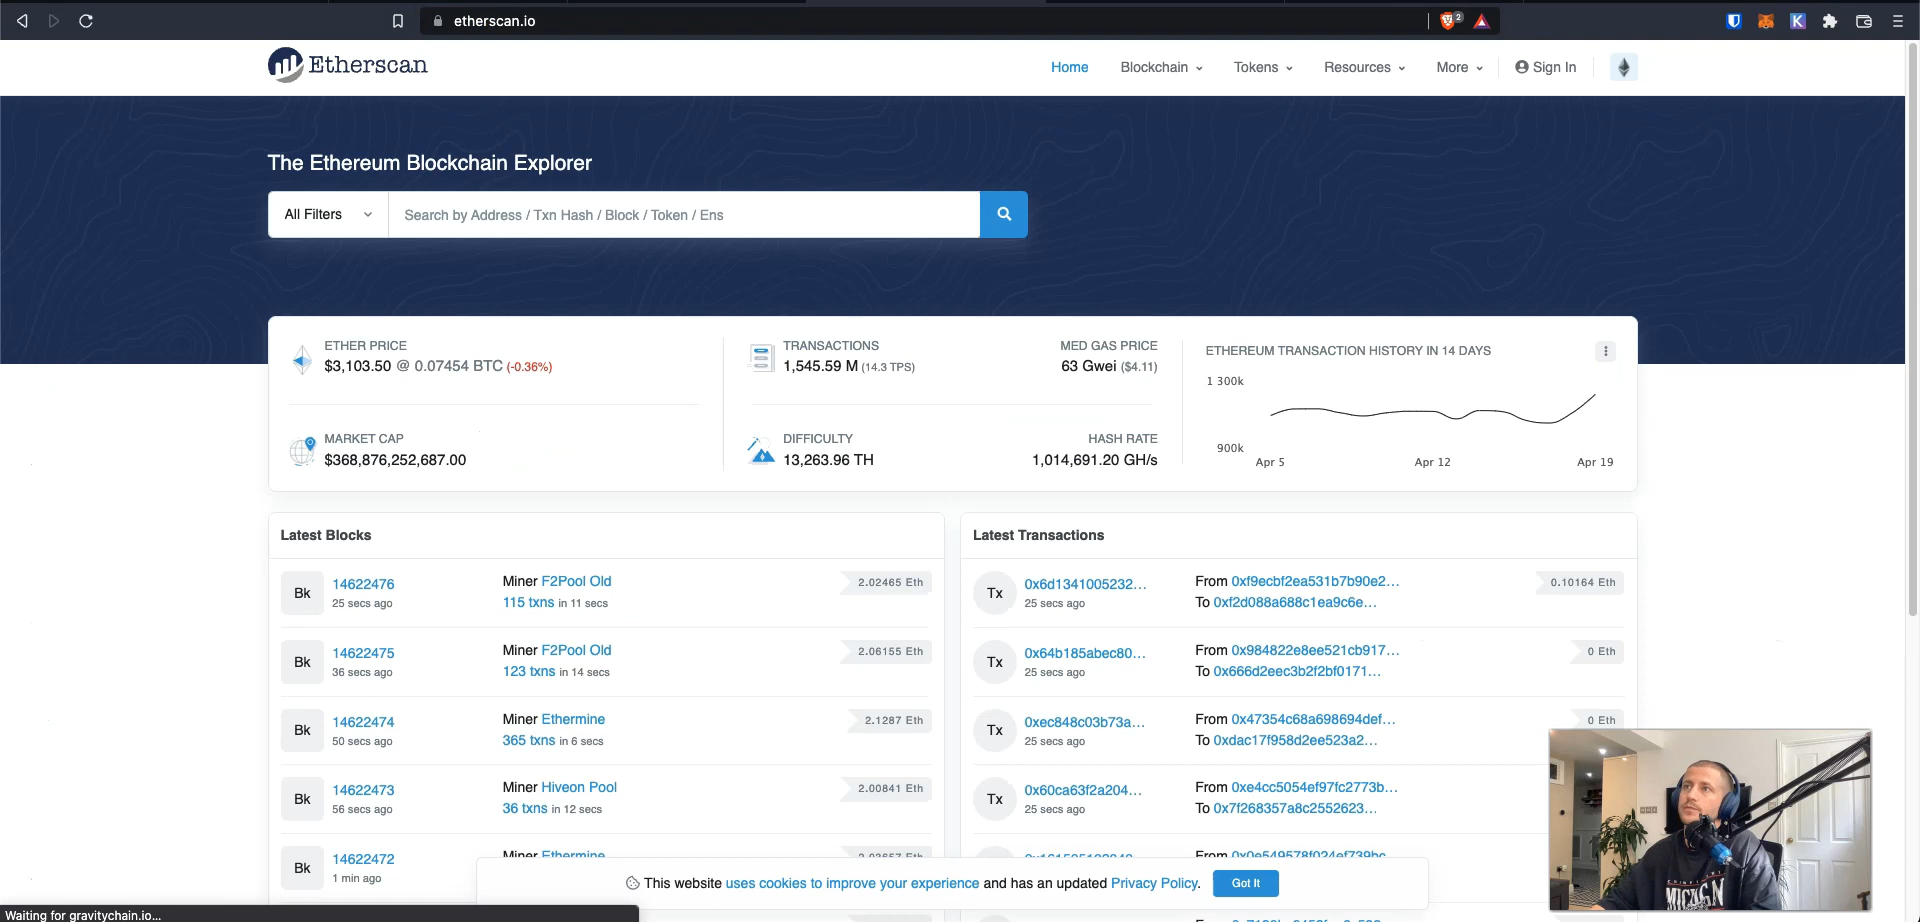 etherscan.io
2
K
Etherscan
Home
Blockchain
Tokens
Resources
More
Sign In
The Ethereum Blockchain Explorer
All Filters
Search by Address / Txn Hash / Block / Token / Ens
ETHER PRICE
$3,103.50 @ 0.07454 BTC (-0.36%)
MARKET CAP
$368,876,252,687.00
TRANSACTIONS
1,545.59 M (14.3 TPS)
MED GAS PRICE
63 Gwei ($4.11)
DIFFICULTY
13,263.96 TH
HASH RATE
1,014,691.20 GH/s
ETHEREUM TRANSACTION HISTORY IN 14 DAYS
1 300k
900k
Apr 5
Apr 12
Apr 19
Latest Blocks
Bk
14622476
25 secs ago
Miner F2Pool Old
115 txns in 11 secs
2.02465 Eth
Bk
14622475
36 secs ago
Miner F2Pool Old
123 txns in 14 secs
2.06155 Eth
Bk
14622474
50 secs ago
Miner Ethermine
365 txns in 6 secs
2.1287 Eth
Bk
14622473
56 secs ago
Miner Hiveon Pool
36 txns in 12 secs
2.00841 Eth
Bk
14622472
1 min ago
Miner Ethermine
Latest Transactions
Tx
0x6d1341005232...
25 secs ago
From 0xf9ecbf2ea531b7b90e2...
To 0xf2d088a688c1ea9c6e...
0.10164 Eth
Tx
0x64b185abec80...
25 secs ago
From 0x984822e8ee521cb917...
To 0x666d2eec3b2f2bf0171...
0 Eth
Tx
0xec848c03b73a...
25 secs ago
From 0x47354c68a698694def...
To 0xdac17f958d2ee523a2...
0 Eth
Tx
0x60ca63f2a204...
25 secs ago
From 0xe4cc5054ef97fc2773b...
To 0x7f268357a8c2552623...
From 0x0e549578f024ef739bc
This website uses cookies to improve your experience and has an updated Privacy Policy.
Got It
Waiting for gravitychain.io...